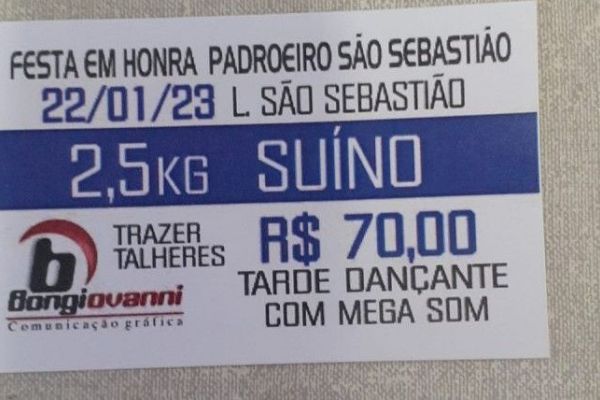 FESTA EM HONRA PADROEIRO SÃO SEBASTIÃO
22/01/23 L. SÃO SEBASTIÃO
2,5KG SUÍNO
TRAZER
TALHERES
R$ 70,00
TARDE DANÇANTE
COM MEGA SOM
b
Bongiovanni
Comunicação gráfica